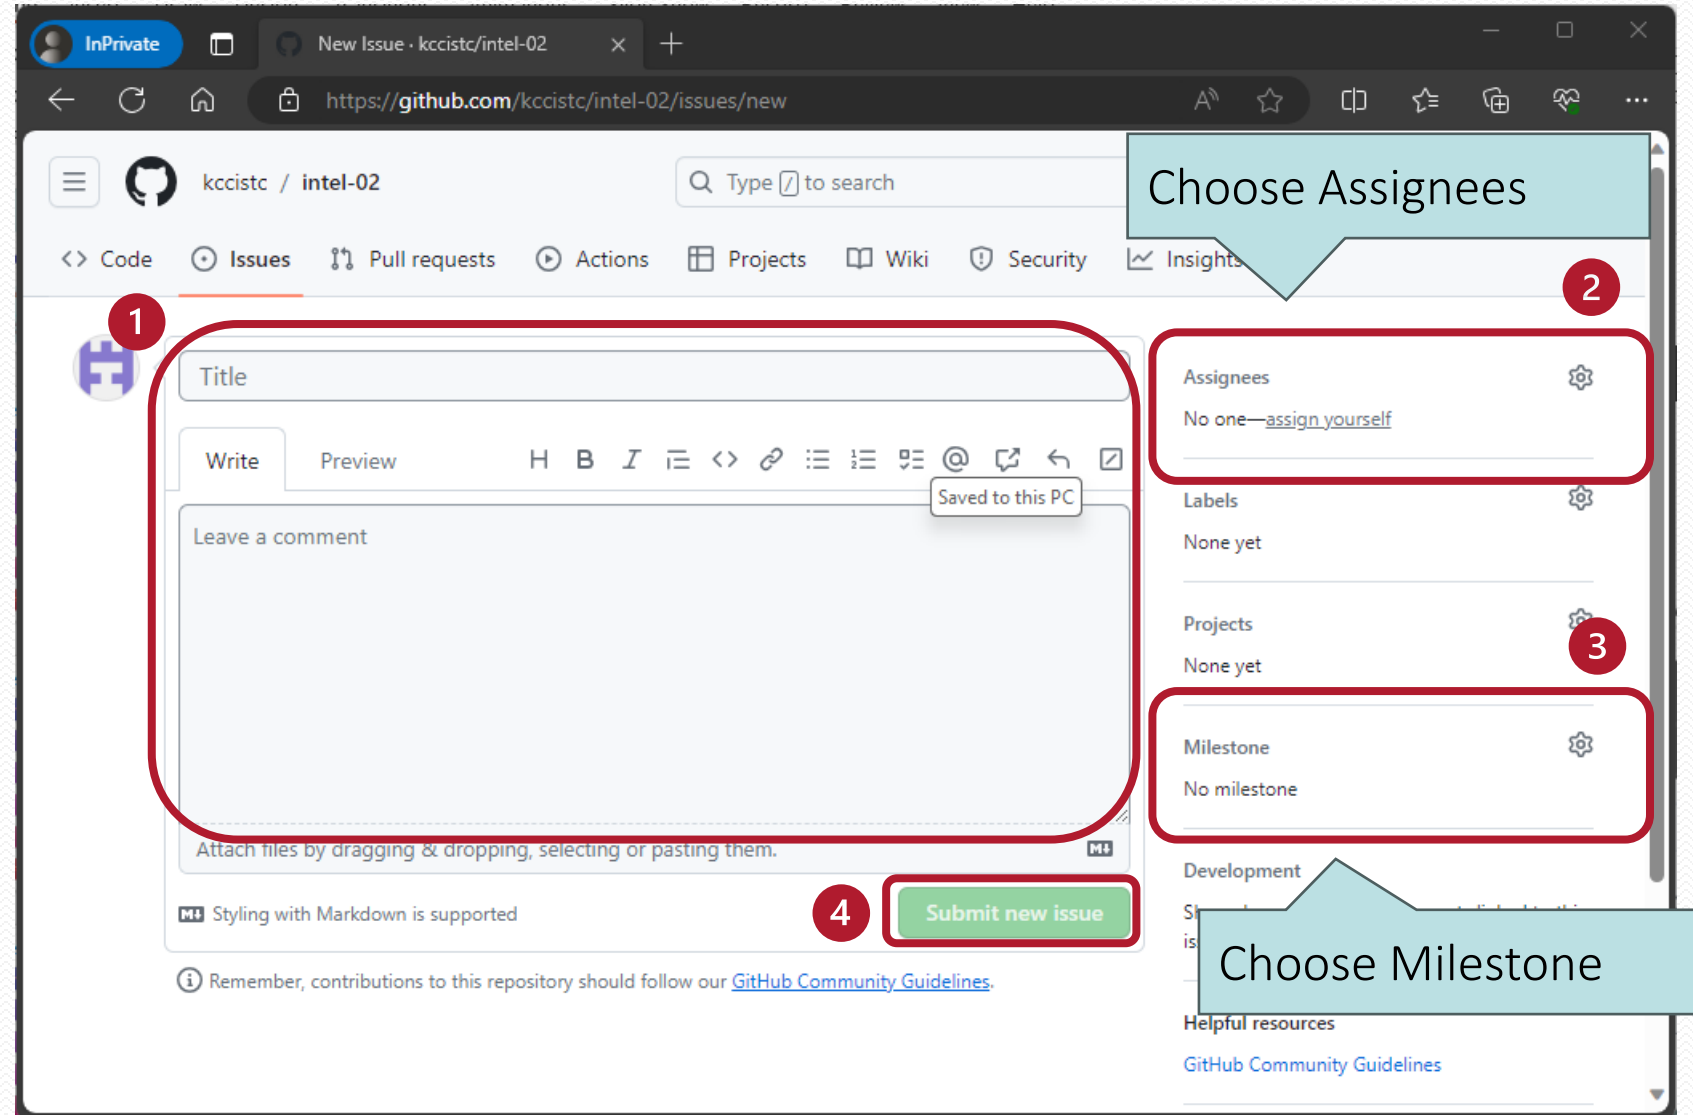 InPrivate
New Issue · kccistc/intel-02
https://github.com/kccistc/intel-02/issues/new
kccistc / intel-02
Type / to search
Choose Assignees
Code
Issues
Pull requests
Actions
Projects
Wiki
Security
Insights
1
2
Title
Assignees
No one—assign yourself
Write
Preview
H B I
Saved to this PC
Leave a comment
Labels
None yet
Projects
None yet
3
Milestone
No milestone
Attach files by dragging & dropping, selecting or pasting them.
Development
Styling with Markdown is supported
4
Submit new issue
Choose Milestone
Remember, contributions to this repository should follow our GitHub Community Guidelines.
Helpful resources
GitHub Community Guidelines